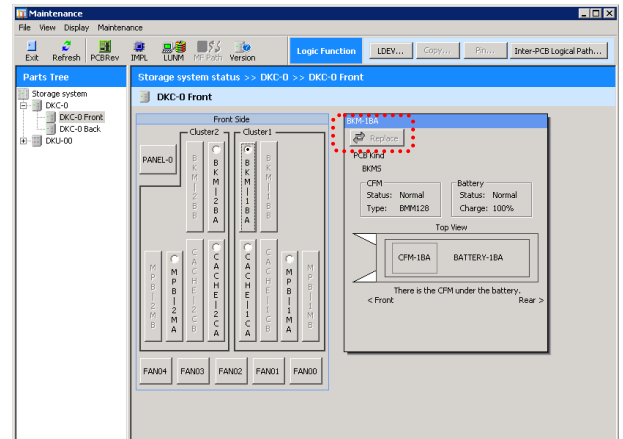 Maintenance
File View Display Maintenance
Exit Refresh PCBRev IMPL LUNM MF Path Version
Logic Function LDEV... Copy... Pin... Inter-PCB Logical Path...
Parts Tree
Storage system status >> DKC-0 >> DKC-0 Front
Storage system
DKC-0
DKC-0 Front
DKC-0 Back
DKU-00
DKC-0 Front
Front Side
Cluster2 Cluster1
PANEL-0
BKM-2BB
BKM-2BA
BKM-1BA
BKM-1BB
MPB-2MB
MPB-2MA
CACHE-2CB
CACHE-2CA
CACHE-1CA
CACHE-1CB
MPB-1MA
MPB-1MB
FAN04 FAN03 FAN02 FAN01 FAN00
BKM-1BA
Replace
PCB Kind
BKMS
CFM
Status: Normal
Type: BMM128
Battery
Status: Normal
Charge: 100%
Top View
CFM-1BA BATTERY-1BA
There is the CFM under the battery.
< Front Rear >